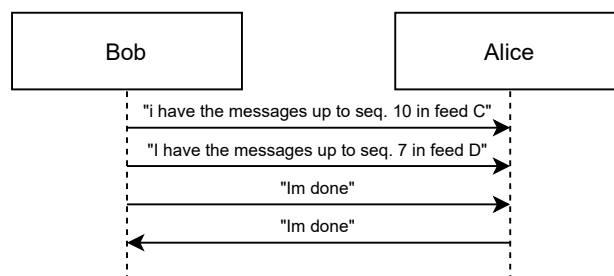 Bob
Alice
"i have the messages up to seq. 10 in feed C"
"I have the messages up to seq. 7 in feed D"
"Im done"
"Im done"